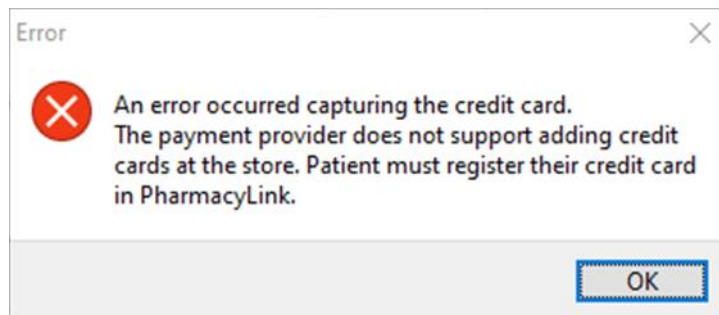 Error
An error occurred capturing the credit card.
The payment provider does not support adding credit
cards at the store. Patient must register their credit card
in PharmacyLink.
OK